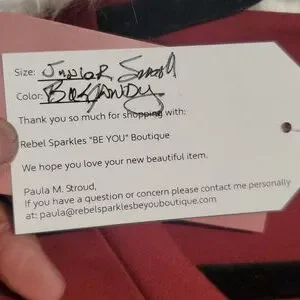 Size: Junior Small
Color: Burgundy
Thank you so much for shopping with:
Rebel Sparkles "BE YOU" Boutique
We hope you love your new beautiful item.
Paula M. Stroud,
If you have a question or concern please contact me personally
at: paula@rebelsparklesbeyouboutique.com